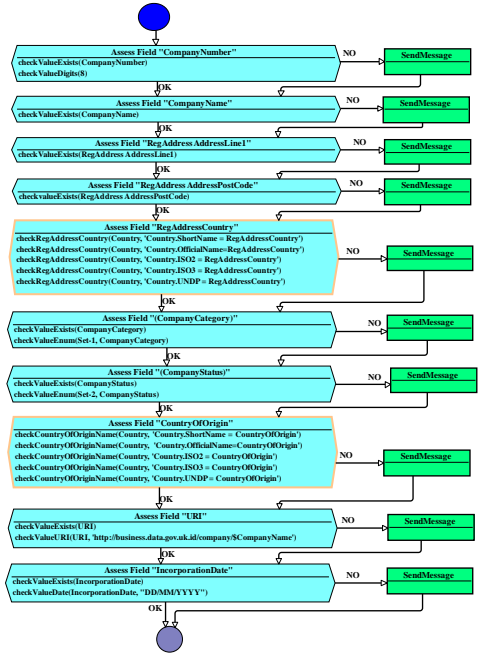 Assess Field "CompanyNumber"
checkValueExists(CompanyNumber)
checkValueDigits(8)
NO
SendMessage
OK
Assess Field "CompanyName"
checkValueExists(CompanyName)
NO
SendMessage
OK
Assess Field "RegAddress AddressLine1"
checkValueExists(RegAddress AddressLine1)
NO
SendMessage
OK
Assess Field "RegAddress AddressPostCode"
checkvalueExists(RegAddress AddressPostCode)
NO
SendMessage
OK
Assess Field "RegAddressCountry"
checkRegAddressCountry(Country, 'Country.ShortName = RegAddressCountry')
checkRegAddressCountry(Country, 'Country.OfficialName=RegAddressCountry')
checkRegAddressCountry(Country, 'Country.ISO2 = RegAddressCountry')
checkRegAddressCountry(Country, 'Country.ISO3 = RegAddressCountry')
checkRegAddressCountry(Country, 'Country.UNDP = RegAddressCountry')
NO
SendMessage
OK
Assess Field "(CompanyCategory)"
checkValueExists(CompanyCategory)
checkValueEnum(Set-1, CompanyCategory)
NO
SendMessage
OK
Assess Field "(CompanyStatus)"
checkValueExists(CompanyStatus)
checkValueEnum(Set-2, CompanyStatus)
NO
SendMessage
OK
Assess Field "CountryOfOrigin"
checkCountryOfOriginName(Country, 'Country.ShortName = CountryOfOrigin')
checkCountryOfOriginName(Country, 'Country.OfficialName=CountryOfOrigin')
checkCountryOfOriginName(Country, 'Country.ISO2 = CountryOfOrigin')
checkCountryOfOriginName(Country, 'Country.ISO3 = CountryOfOrigin')
checkCountryOfOriginName(Country, 'Country.UNDP = CountryOfOrigin')
NO
SendMessage
OK
Assess Field "URI"
checkValueExists(URI)
checkValueURI(URI, 'http://business.data.gov.uk.id/company/$CompanyName')
NO
SendMessage
OK
Assess Field "IncorporationDate"
checkValueExists(IncorporationDate)
checkValueDate(IncorporationDate, "DD/MM/YYYY")
NO
SendMessage
OK